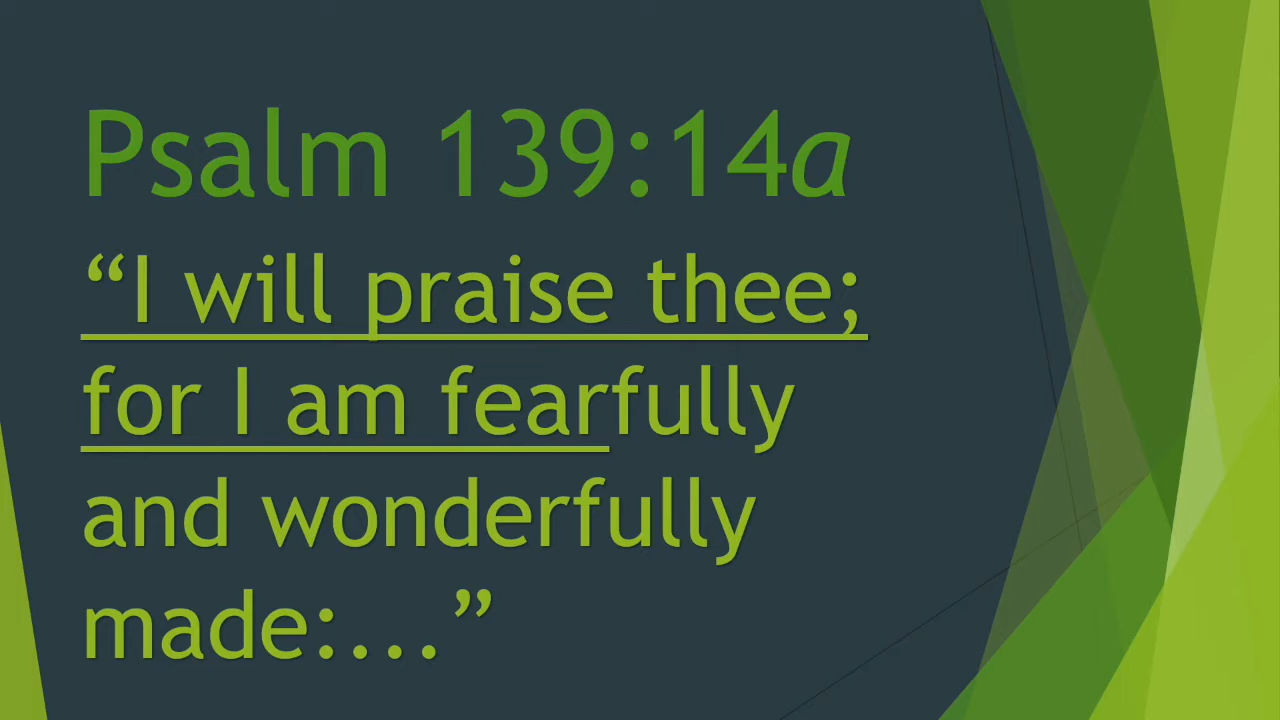 Psalm 139:14a
“I will praise thee;
for I am fearfully
and wonderfully
made:...”